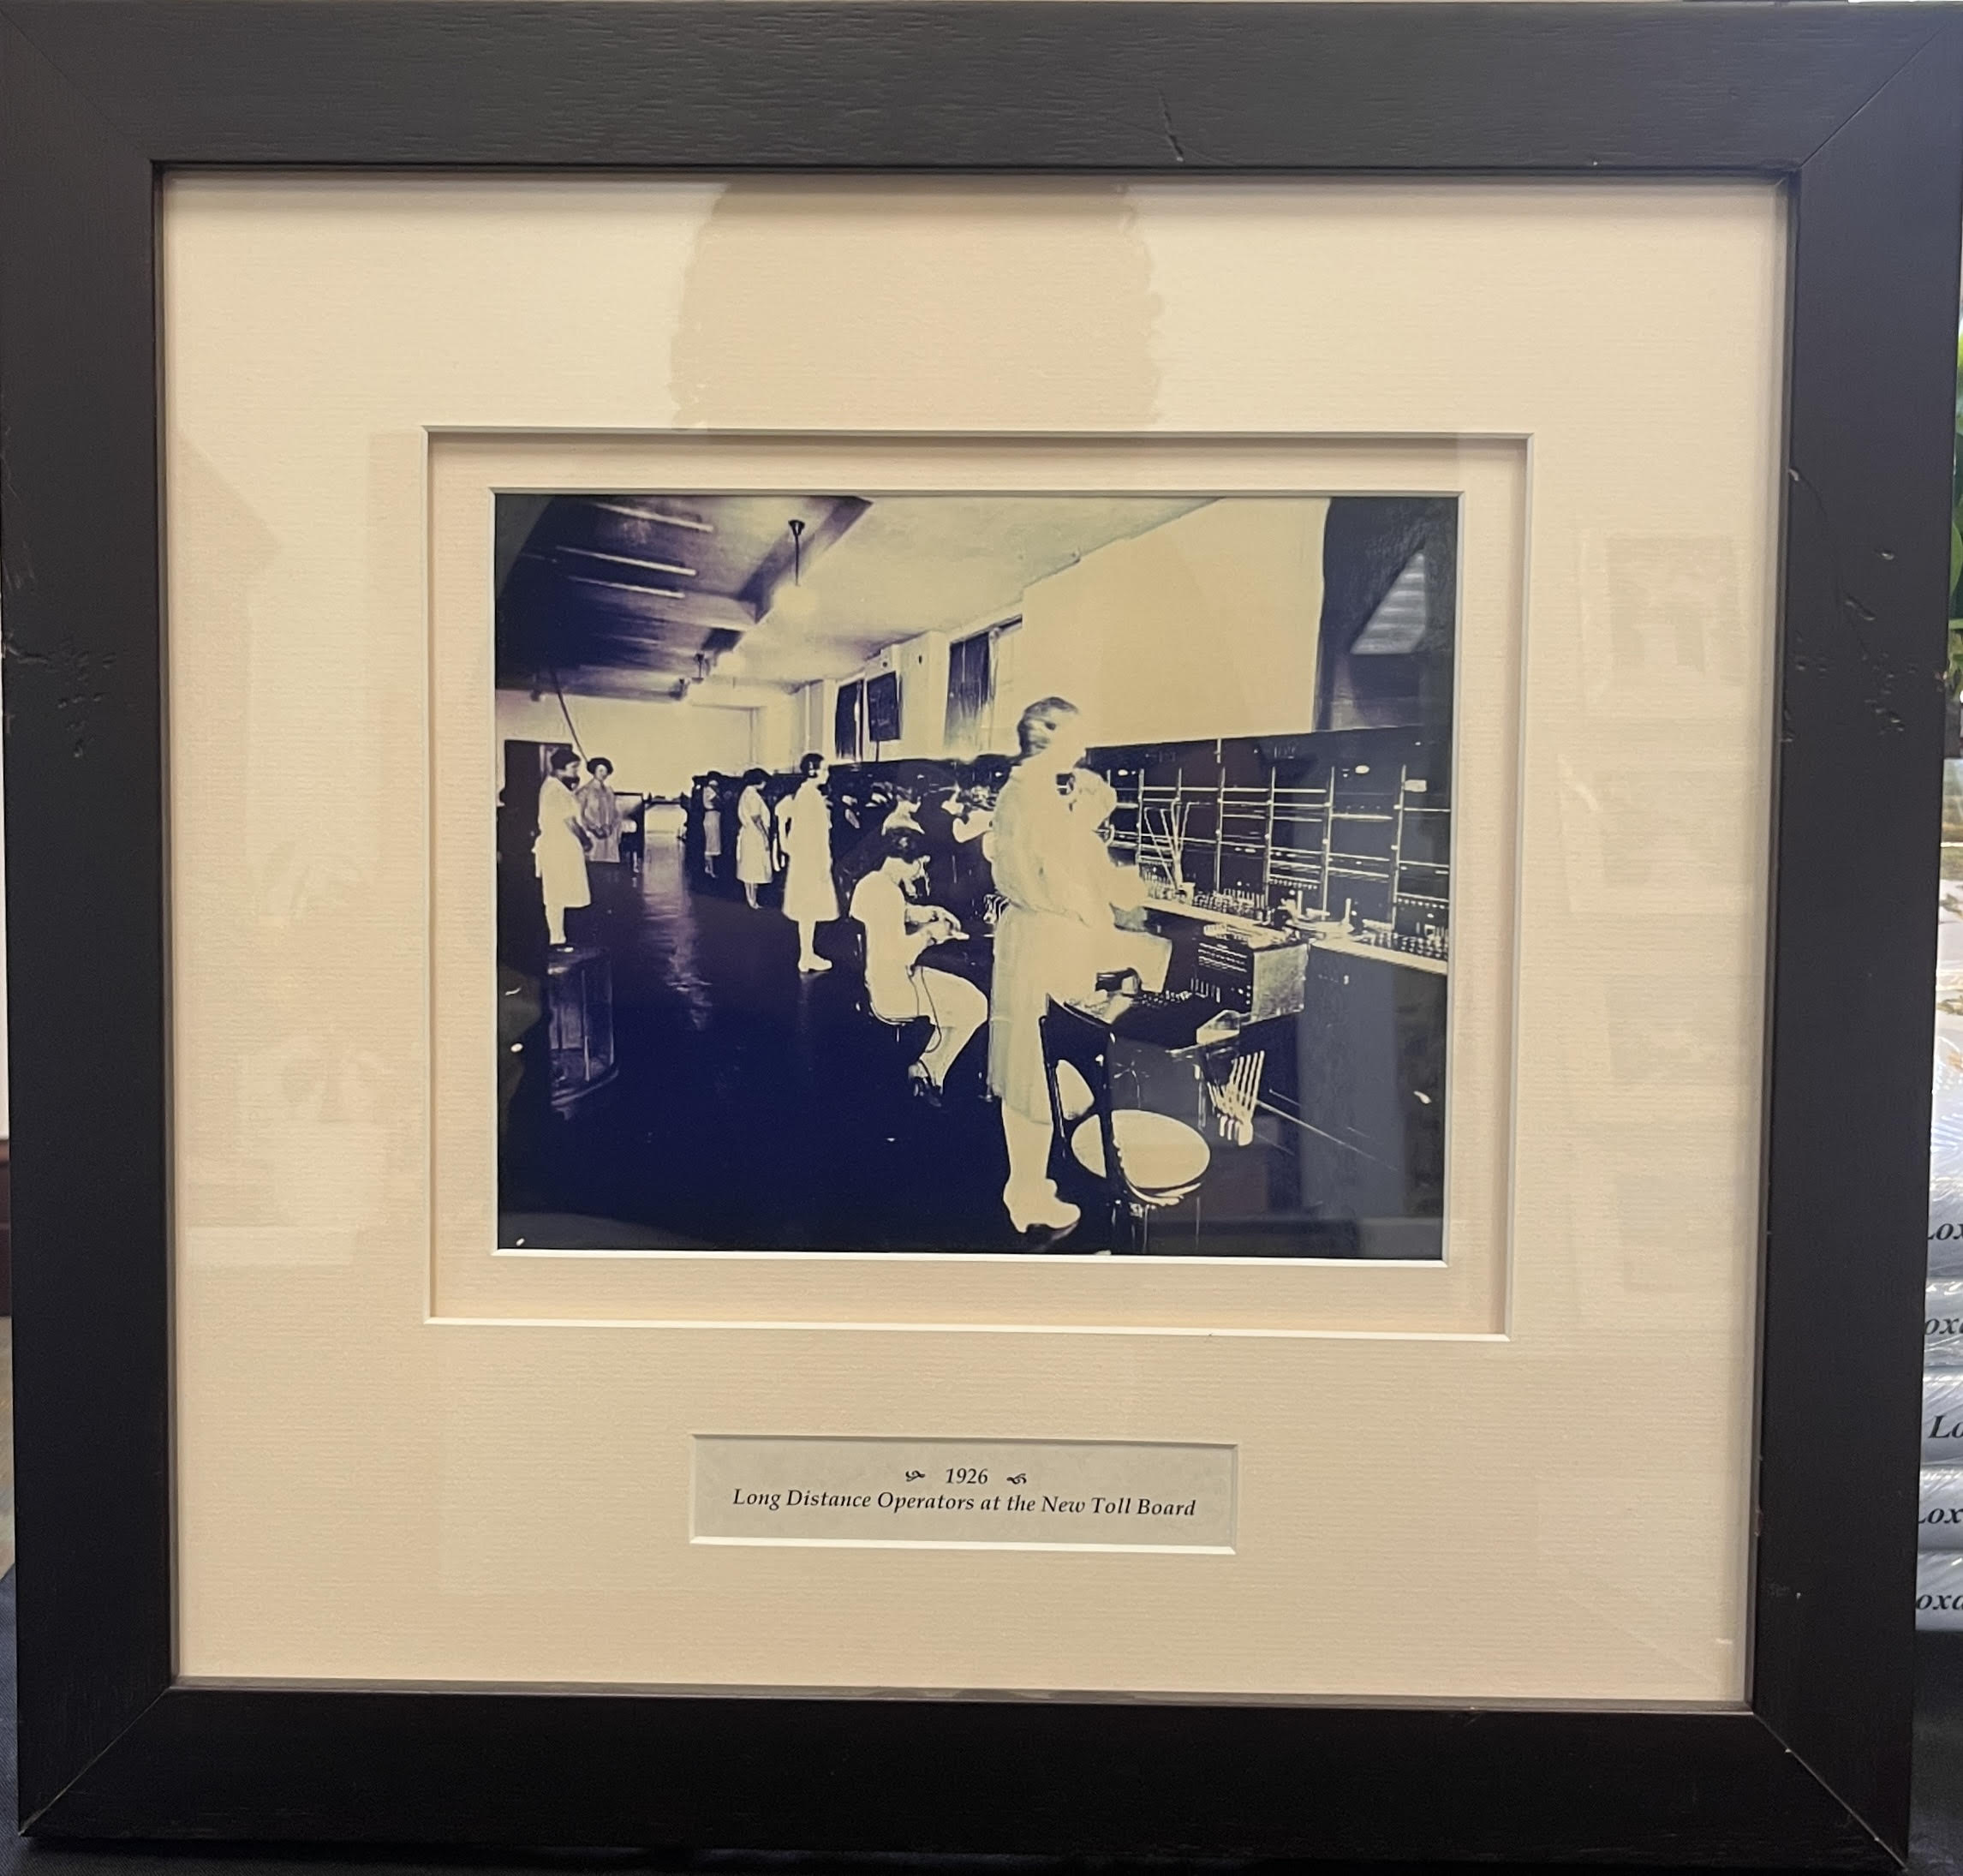 1926
Long Distance Operators at the New Toll Board